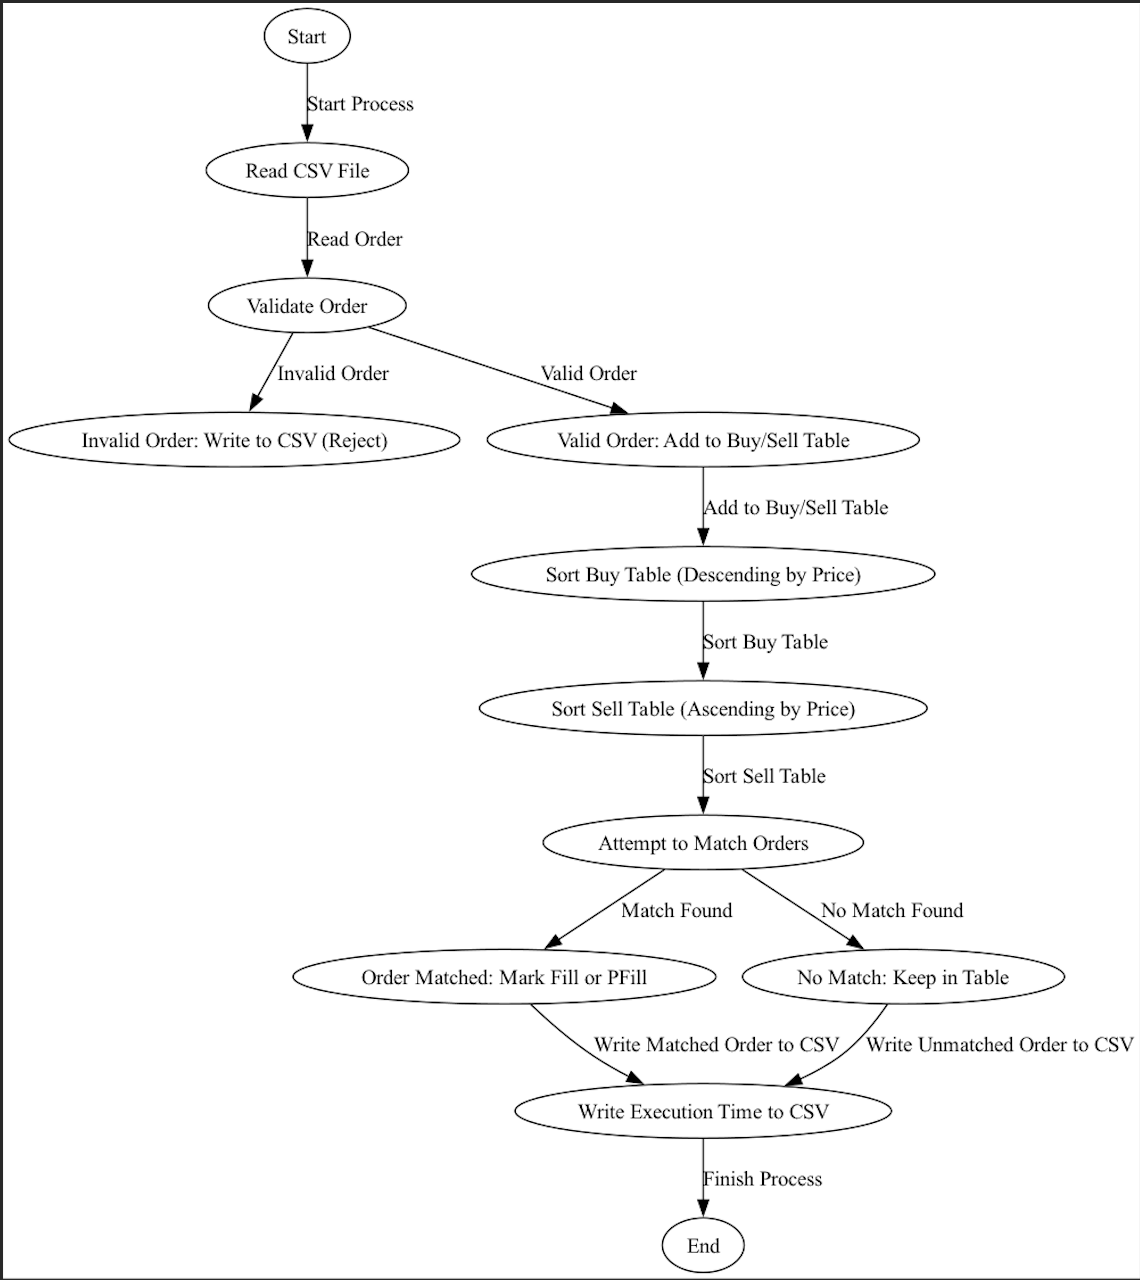 Start
Start Process
Read CSV File
Read Order
Validate Order
Invalid Order
Valid Order
Invalid Order: Write to CSV (Reject)
Valid Order: Add to Buy/Sell Table
Add to Buy/Sell Table
Sort Buy Table (Descending by Price)
Sort Buy Table
Sort Sell Table (Ascending by Price)
Sort Sell Table
Attempt to Match Orders
Match Found
No Match Found
Order Matched: Mark Fill or PFill
No Match: Keep in Table
Write Matched Order to CSV
Write Unmatched Order to CSV
Write Execution Time to CSV
Finish Process
End